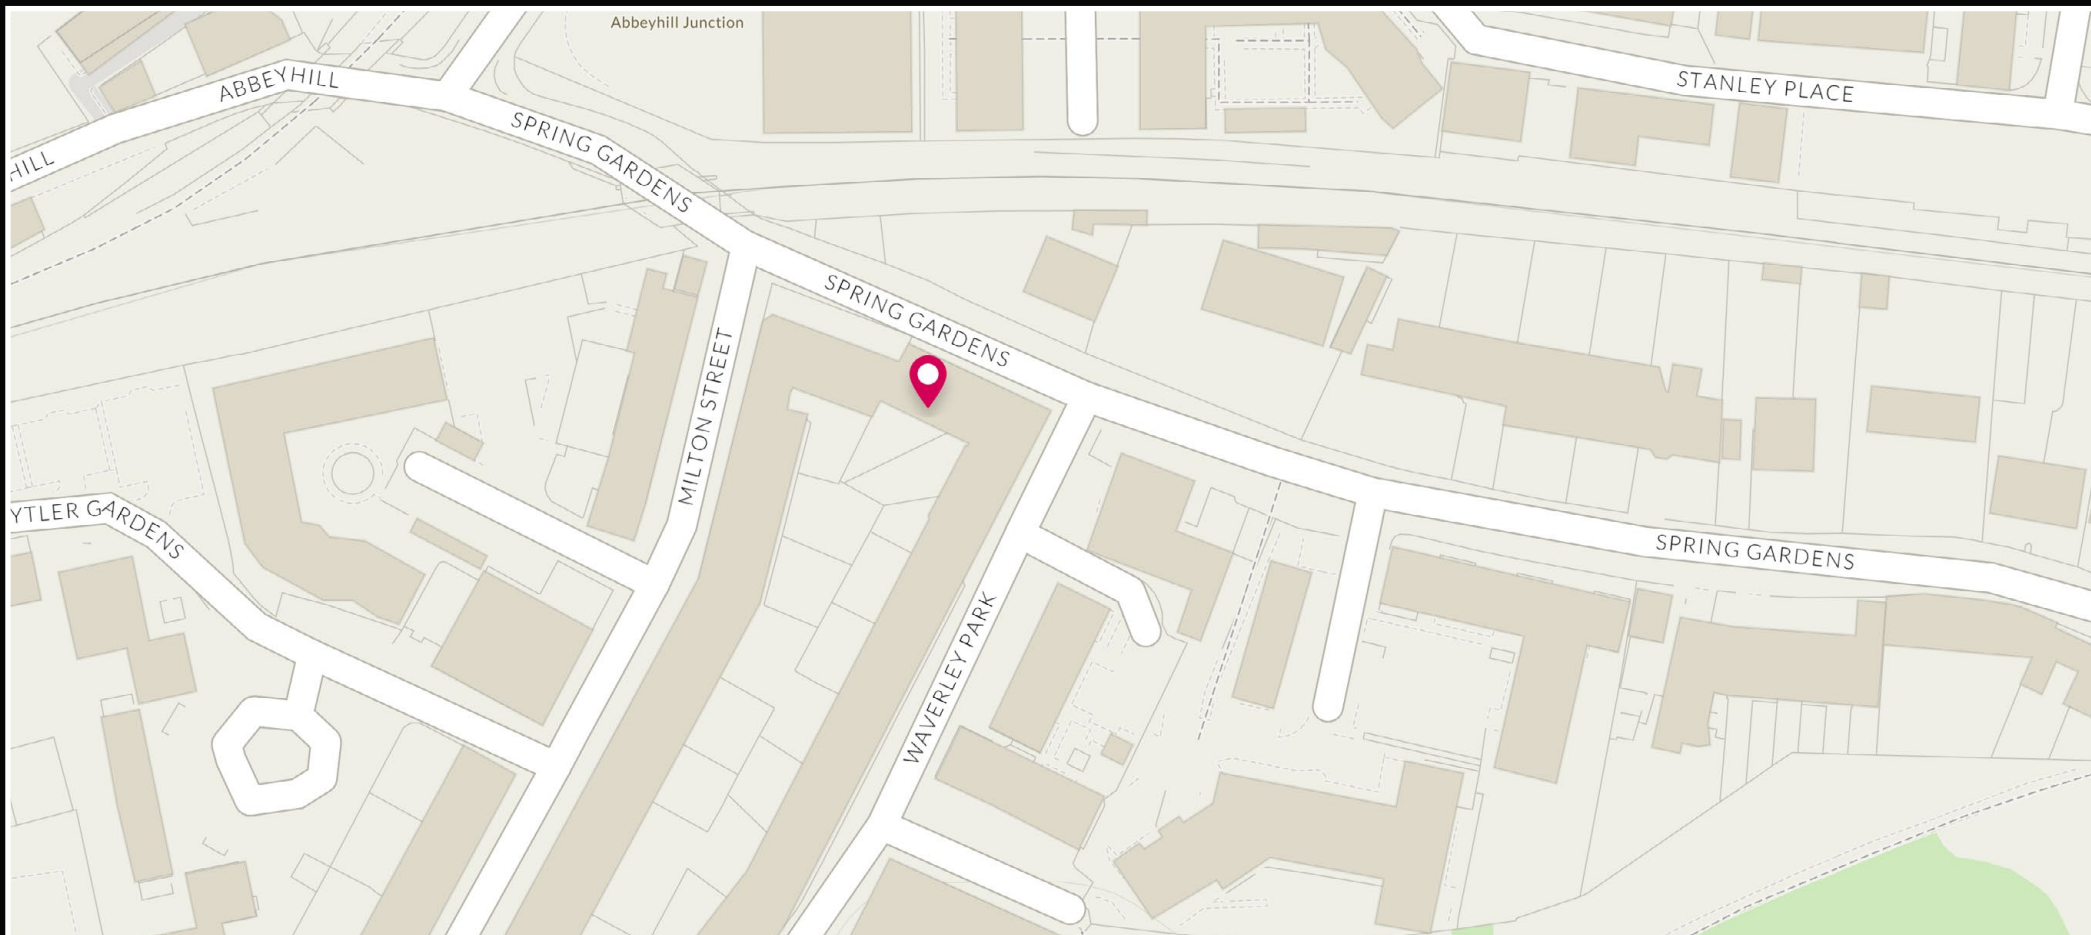 Abbeyhill Junction
ABBEYHILL
STANLEY PLACE
HILL
SPRING GARDENS
SPRING GARDENS
MILTON STREET
YTLER GARDENS
SPRING GARDENS
WAVERLEY PARK